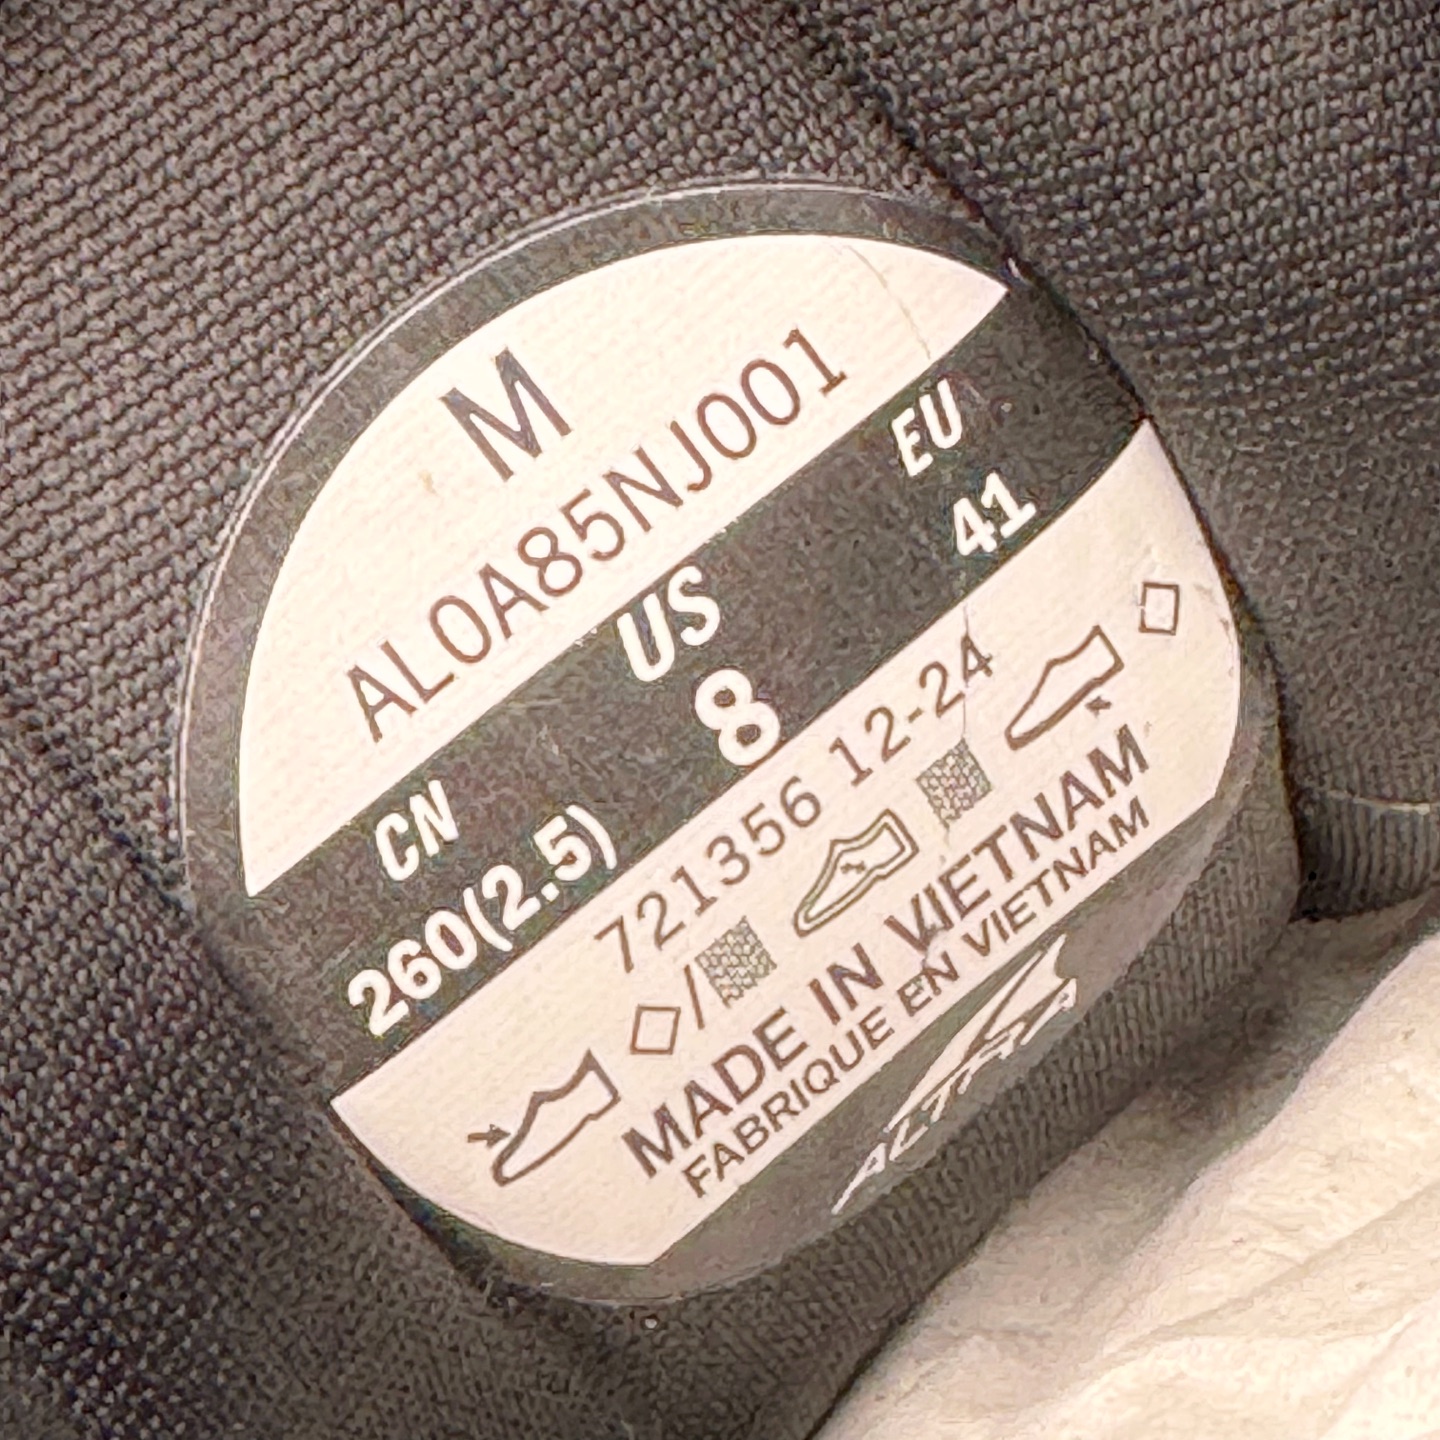 M
AL0A85NJ001
CN US EU
260(2.5) 8 41
721356 12-24
MADE IN VIETNAM
FABRIQUE EN VIETNAM
ALTRA